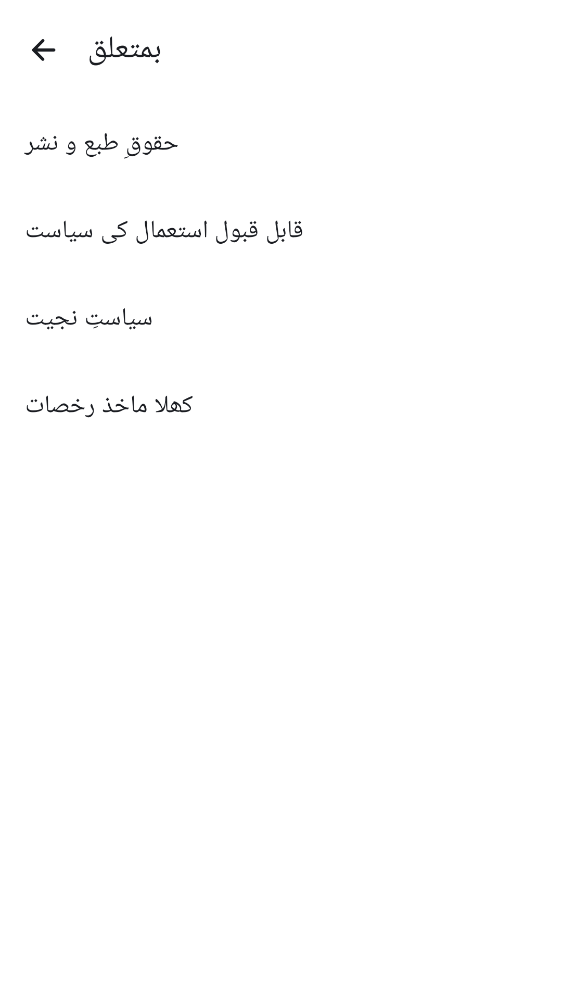 بمتعلق
حقوقِ طبع و نشر
قابل قبول استعمال کی سیاست
سیاستِ نجیت
کھلا ماخذ رخصات